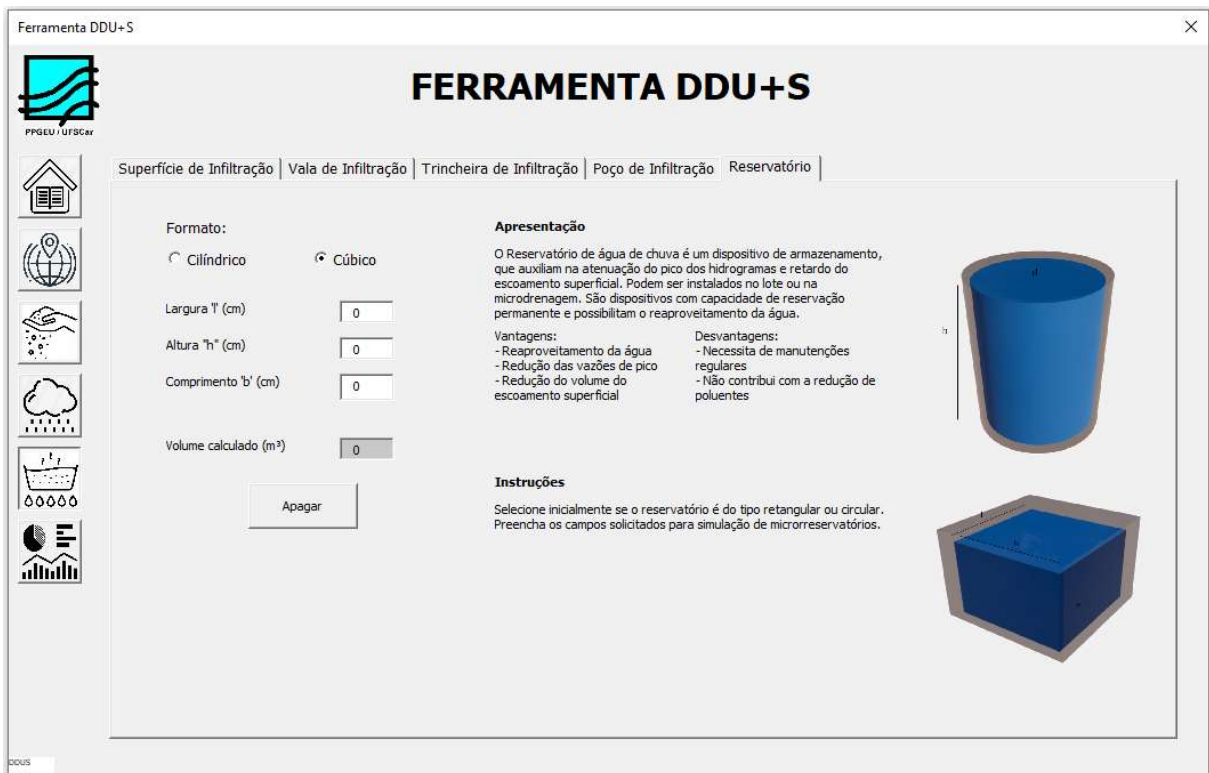 Ferramenta DDU+S
FERRAMENTA DDU+S
PPGEU / UFSCar
Superfície de Infiltração
Vala de Infiltração
Trincheira de Infiltração
Poço de Infiltração
Reservatório
Formato:
Cilíndrico
Cúbico
Largura 'l' (cm)
0
Altura "h" (cm)
0
Comprimento 'b' (cm)
0
Volume calculado (m³)
0
Apagar
Apresentação
O Reservatório de água de chuva é um dispositivo de armazenamento,
que auxiliam na atenuação do pico dos hidrogramas e retardo do
escoamento superficial. Podem ser instalados no lote ou na
microdrenagem. São dispositivos com capacidade de reservação
permanente e possibilitam o reaproveitamento da água.
Vantagens:
- Reaproveitamento da água
- Redução das vazões de pico
- Redução do volume do
escoamento superficial
Desvantagens:
- Necessita de manutenções
regulares
- Não contribui com a redução de
poluentes
Instruções
Selecione inicialmente se o reservatório é do tipo retangular ou circular.
Preencha os campos solicitados para simulação de microrreservatórios.
d
h
DDUS